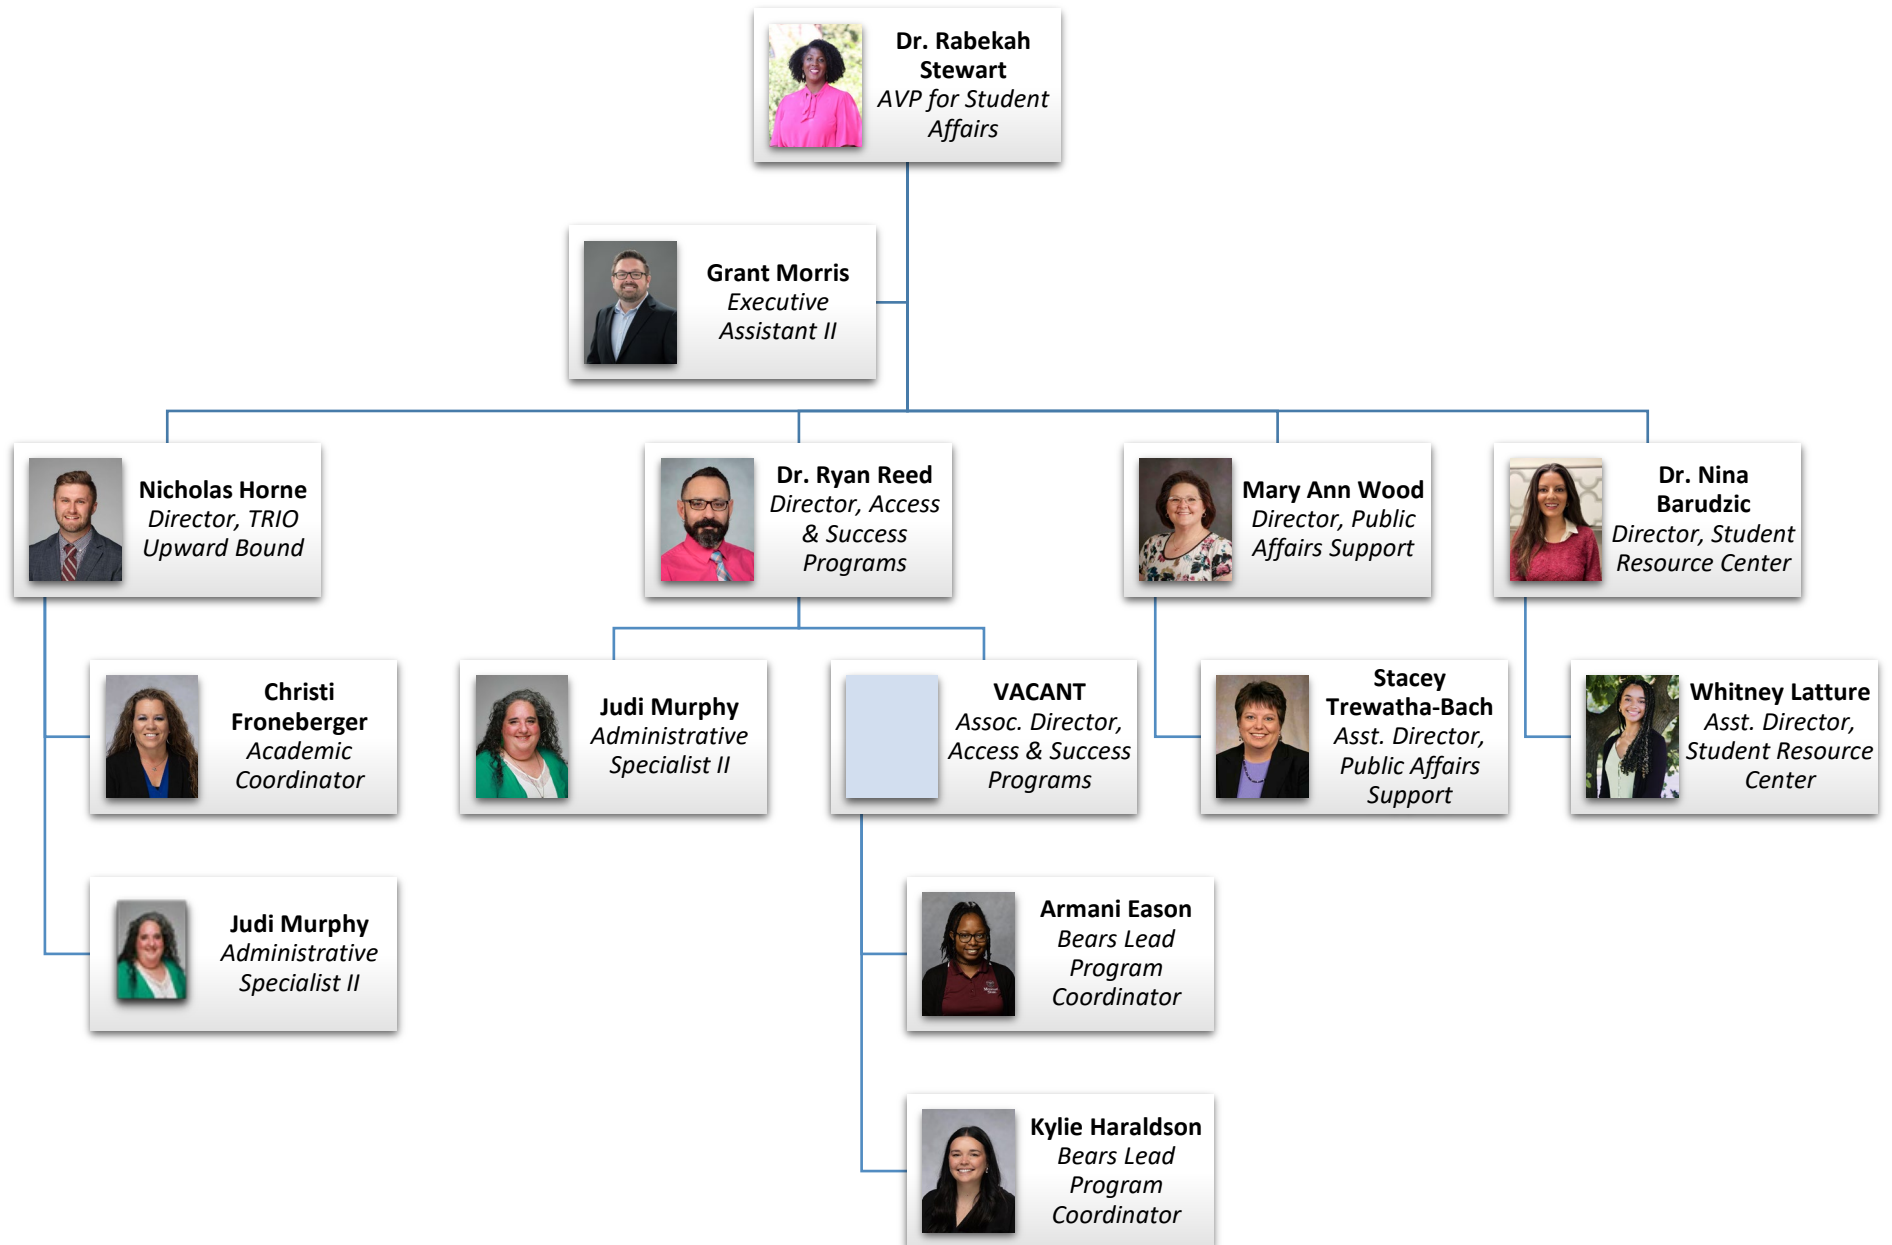 Dr. Rabekah
Stewart
AVP for Student
Affairs
Grant Morris
Executive
Assistant II
Nicholas Horne
Director, TRIO
Upward Bound
Dr. Ryan Reed
Director, Access
& Success
Programs
Mary Ann Wood
Director, Public
Affairs Support
Dr. Nina
Barudzic
Director, Student
Resource Center
Christi
Froneberger
Academic
Coordinator
Judi Murphy
Administrative
Specialist II
VACANT
Assoc. Director,
Access & Success
Programs
Stacey
Trewatha-Bach
Asst. Director,
Public Affairs
Support
Whitney Latture
Asst. Director,
Student Resource
Center
Judi Murphy
Administrative
Specialist II
Armani Eason
Bears Lead
Program
Coordinator
Kylie Haraldson
Bears Lead
Program
Coordinator